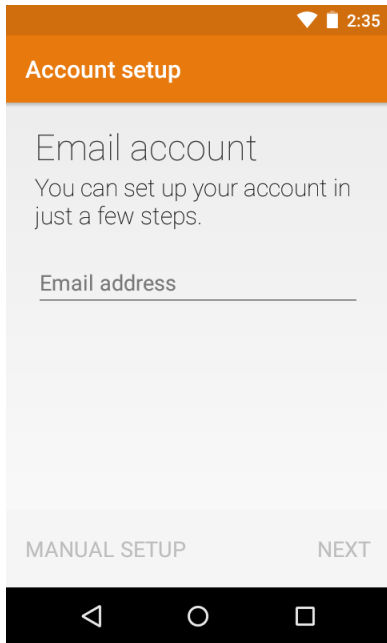 2:35
Account setup
Email account
You can set up your account in
just a few steps.
Email address
MANUAL SETUP NEXT